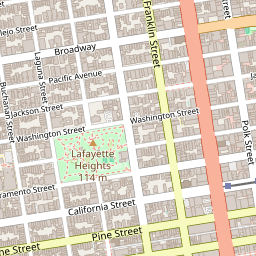 Franklin Street
Broadway
Laguna Street
Pacific Avenue
Jackson Street
Buchanan Street
Washington Street
Washington Street
Polk Street
Lafayette
Heights
114 m
California Street
Pine Street
Street